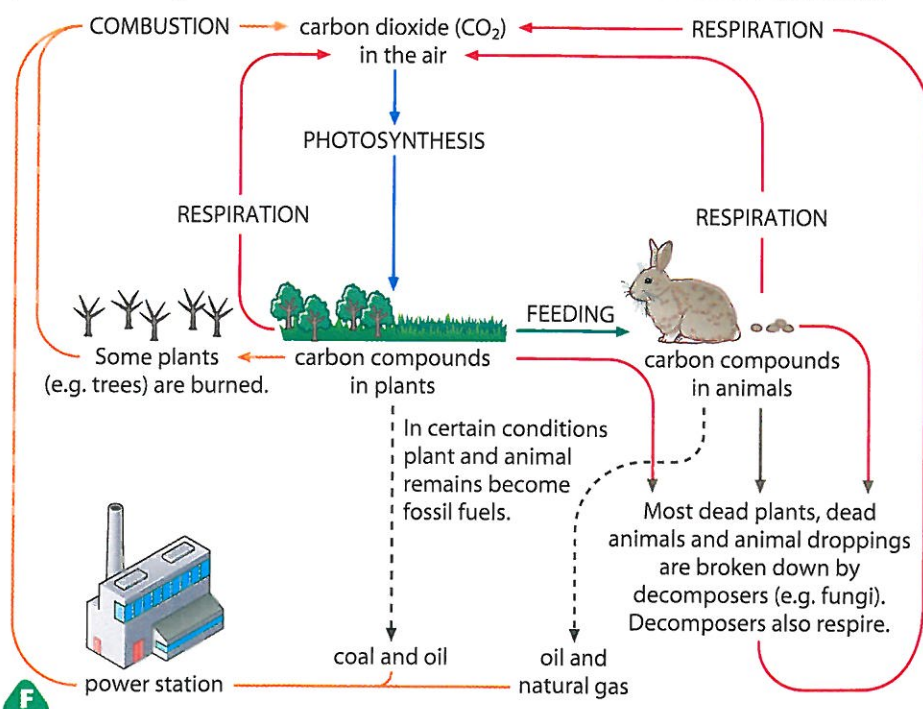 COMBUSTION
carbon dioxide (CO₂)
in the air
RESPIRATION
PHOTOSYNTHESIS
RESPIRATION
RESPIRATION
FEEDING
Some plants
(e.g. trees) are burned.
carbon compounds
in plants
carbon compounds
in animals
In certain conditions
plant and animal
remains become
fossil fuels.
Most dead plants, dead
animals and animal droppings
are broken down by
decomposers (e.g. fungi).
Decomposers also respire.
power station
coal and oil
oil and
natural gas
F